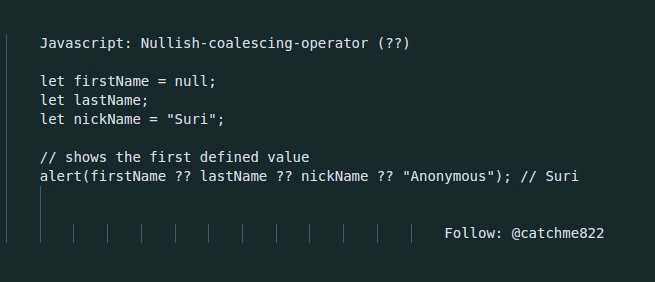 Javascript: Nullish-coalescing-operator (??)
let firstName = null;
let lastName;
let nickName = "Suri";
// shows the first defined value
alert(firstName ?? lastName ?? nickName ?? "Anonymous"); // Suri
Follow: @catchme822